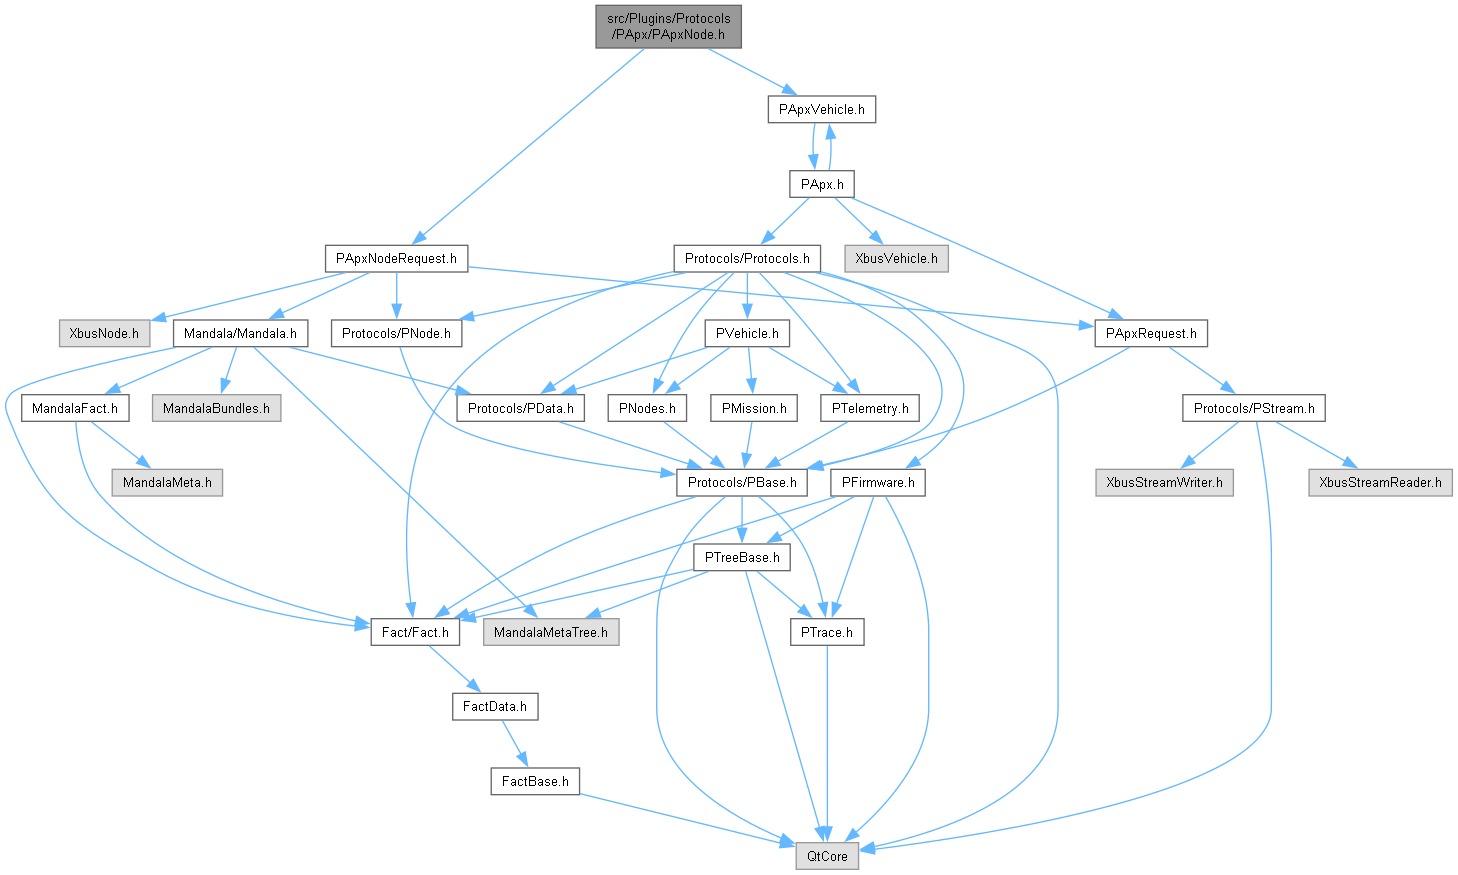 src/Plugins/Protocols
/PApx/PApxNode.h
PApxVehicle.h
PApx.h
PApxNodeRequest.h
Protocols/Protocols.h
XbusVehicle.h
XbusNode.h
Mandala/Mandala.h
Protocols/PNode.h
PVehicle.h
PApxRequest.h
MandalaFact.h
MandalaBundles.h
Protocols/PData.h
PNodes.h
PMission.h
PTelemetry.h
Protocols/PStream.h
MandalaMeta.h
Protocols/PBase.h
PFirmware.h
XbusStreamWriter.h
XbusStreamReader.h
PTreeBase.h
Fact/Fact.h
MandalaMetaTree.h
PTrace.h
FactData.h
FactBase.h
QtCore